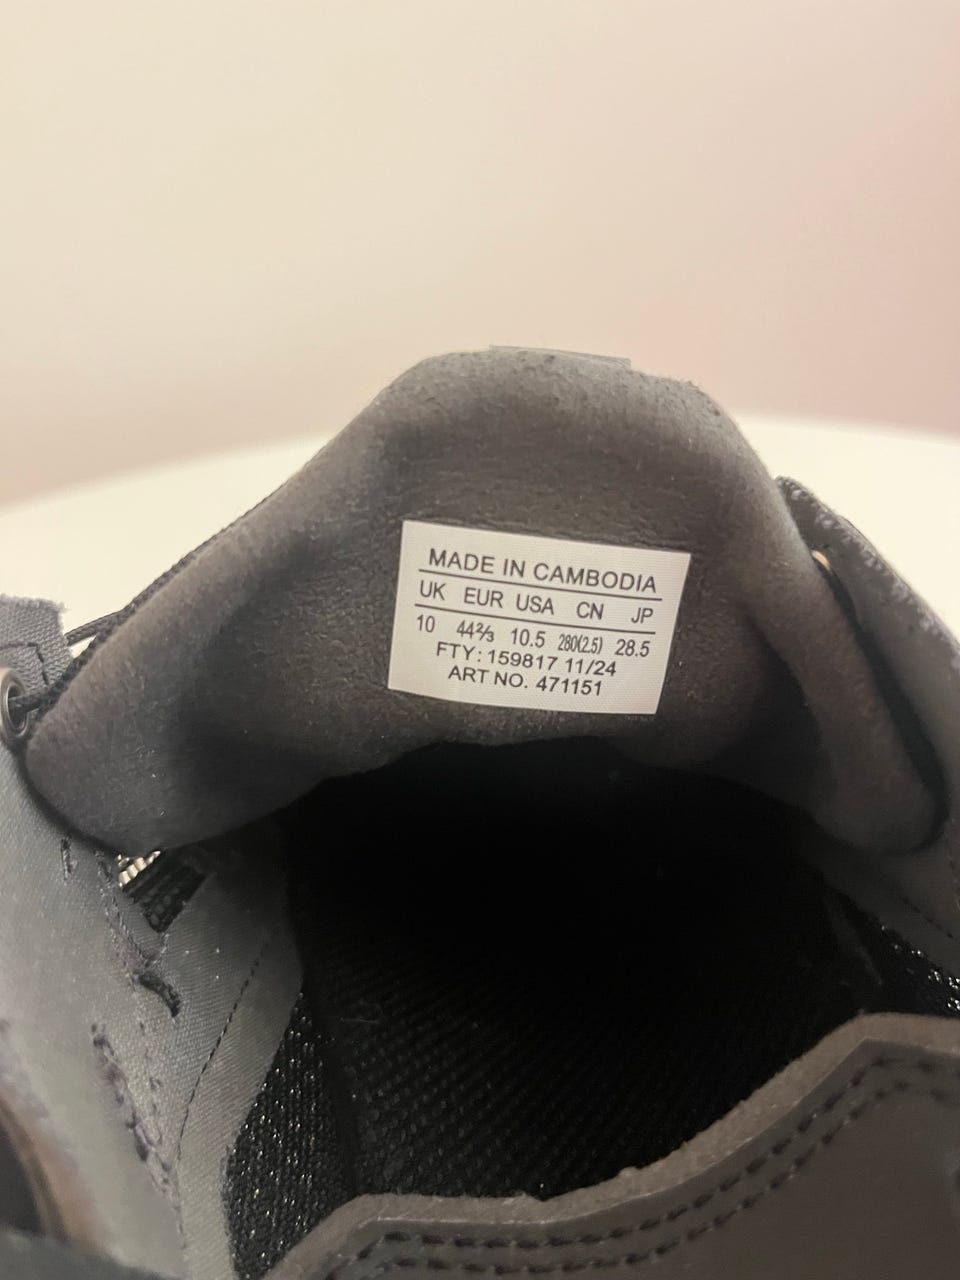 MADE IN CAMBODIA
UK EUR USA CN JP
10 44⅔ 10.5 280(2.5) 28.5
FTY: 159817 11/24
ART NO. 471151